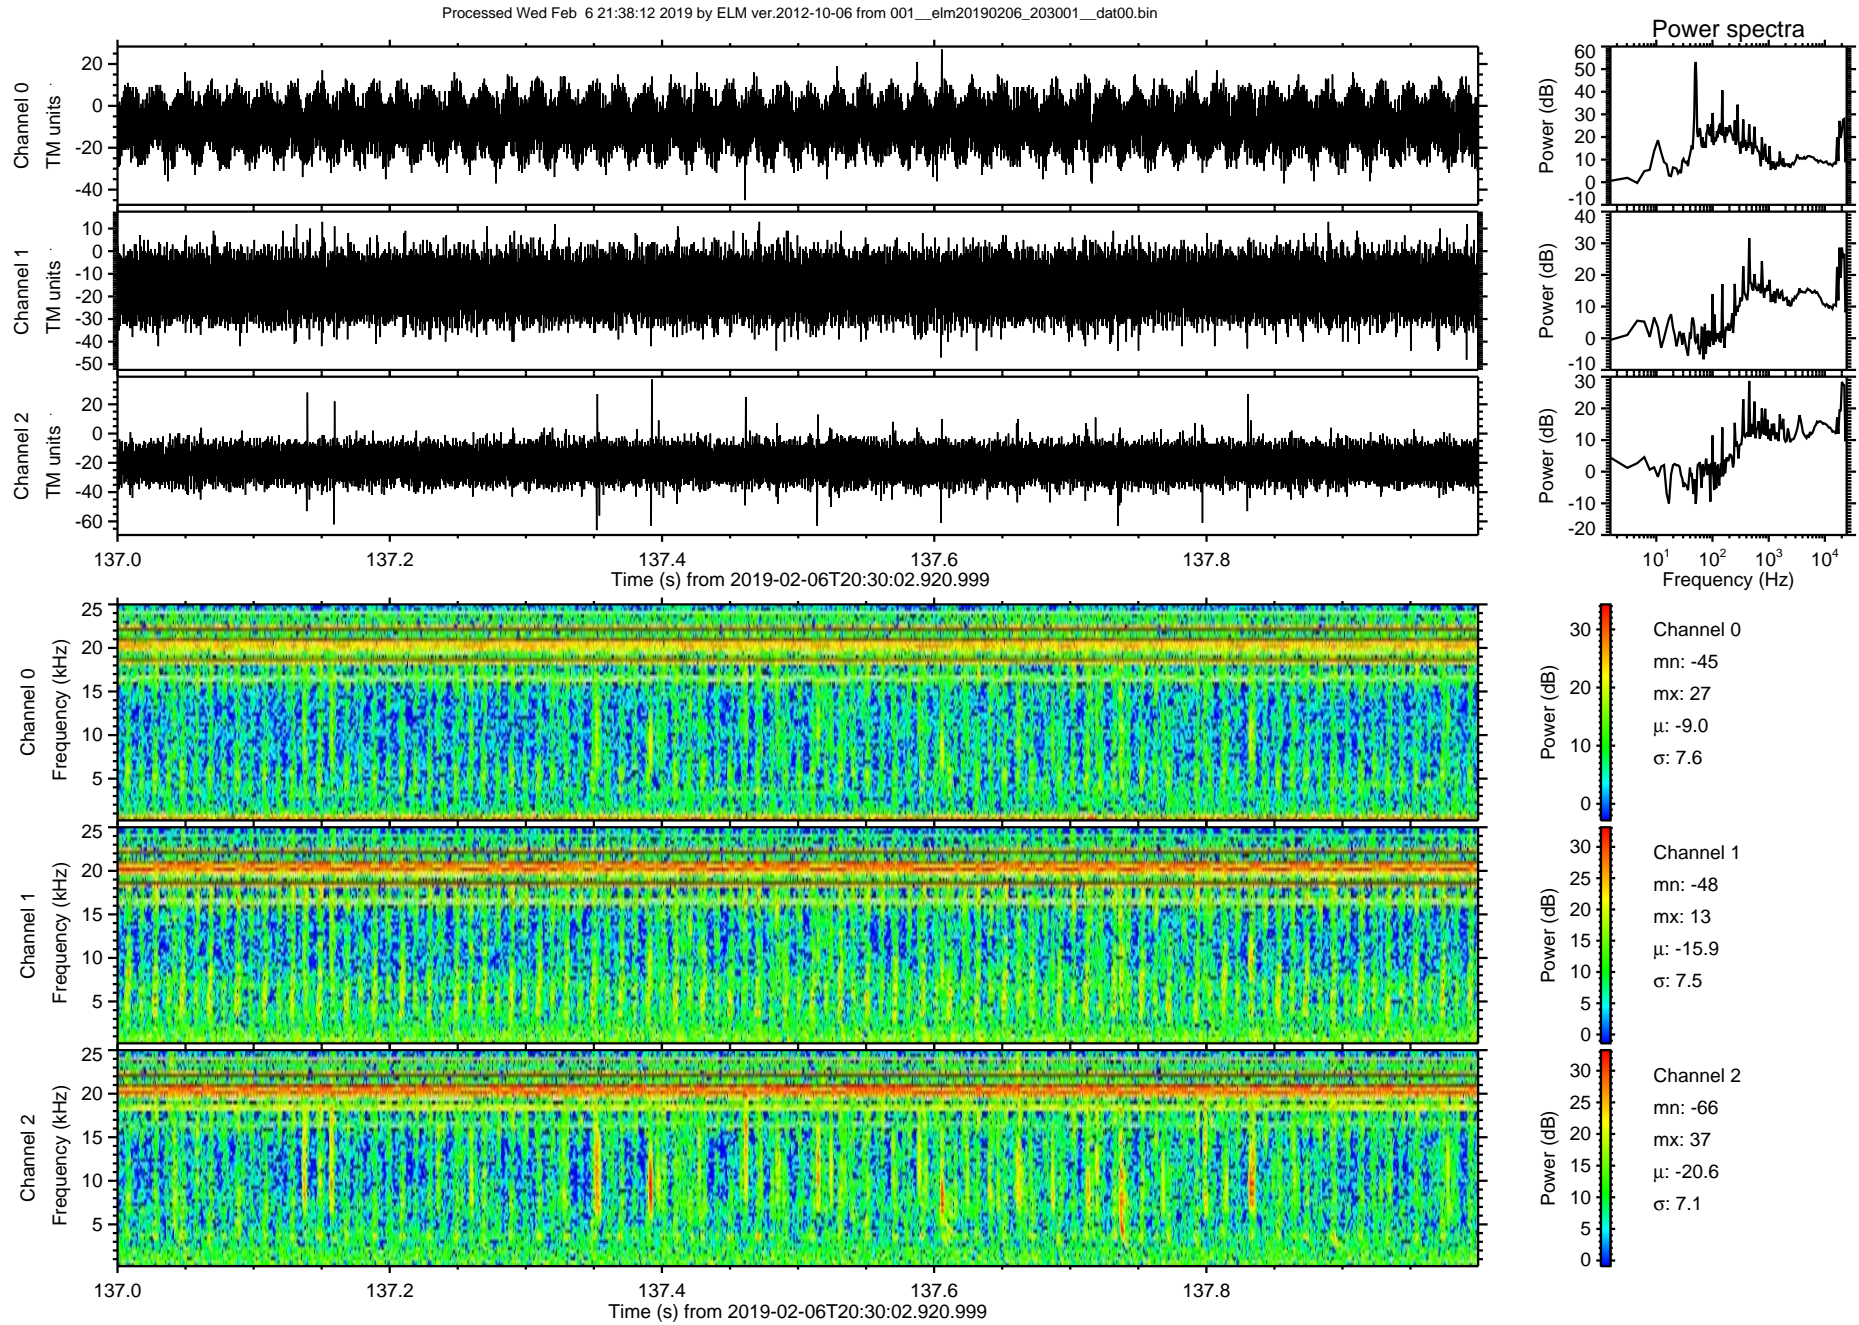 Processed Wed Feb  6 21:38:12 2019 by ELM ver.2012-10-06 from 001__elm20190206_203001__dat00.bin
Power spectra
Channel 0
TM units
20
0
-20
-40
Power (dB)
60
50
40
30
20
10
0
-10
Channel 1
TM units
10
0
-10
-20
-30
-40
-50
Power (dB)
40
30
20
10
0
-10
Channel 2
TM units
20
0
-20
-40
-60
Power (dB)
30
20
10
0
-10
-20
137.0 137.2 137.4 137.6 137.8
Time (s) from 2019-02-06T20:30:02.920.999
10^1 10^2 10^3 10^4
Frequency (Hz)
Channel 0
Frequency (kHz)
25
20
15
10
5
Power (dB)
30
20
10
0
Channel 0
mn: -45
mx: 27
µ: -9.0
σ: 7.6
Channel 1
Frequency (kHz)
25
20
15
10
5
Power (dB)
30
25
20
15
10
5
0
Channel 1
mn: -48
mx: 13
µ: -15.9
σ: 7.5
Channel 2
Frequency (kHz)
25
20
15
10
5
Power (dB)
30
25
20
15
10
5
0
Channel 2
mn: -66
mx: 37
µ: -20.6
σ: 7.1
137.0 137.2 137.4 137.6 137.8
Time (s) from 2019-02-06T20:30:02.920.999